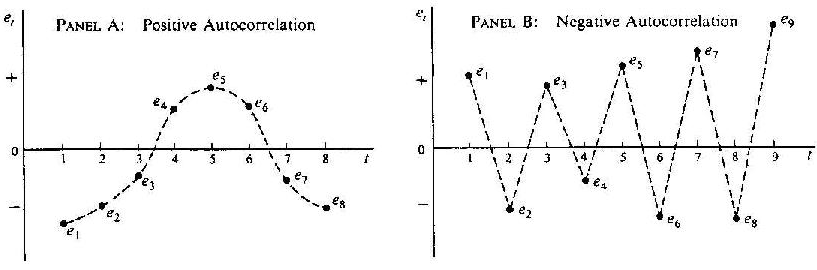 e_t PANEL A: Positive Autocorrelation
+
e_5
e_4 e_6
0 1 2 3 4 5 6 7 8 t
e_3 e_7
−
e_2 e_8
e_1
e_t PANEL B: Negative Autocorrelation
e_9
e_7
e_5
e_1
+
e_3
0 1 2 3 4 5 6 7 8 9 t
e_4
−
e_2
e_6 e_8